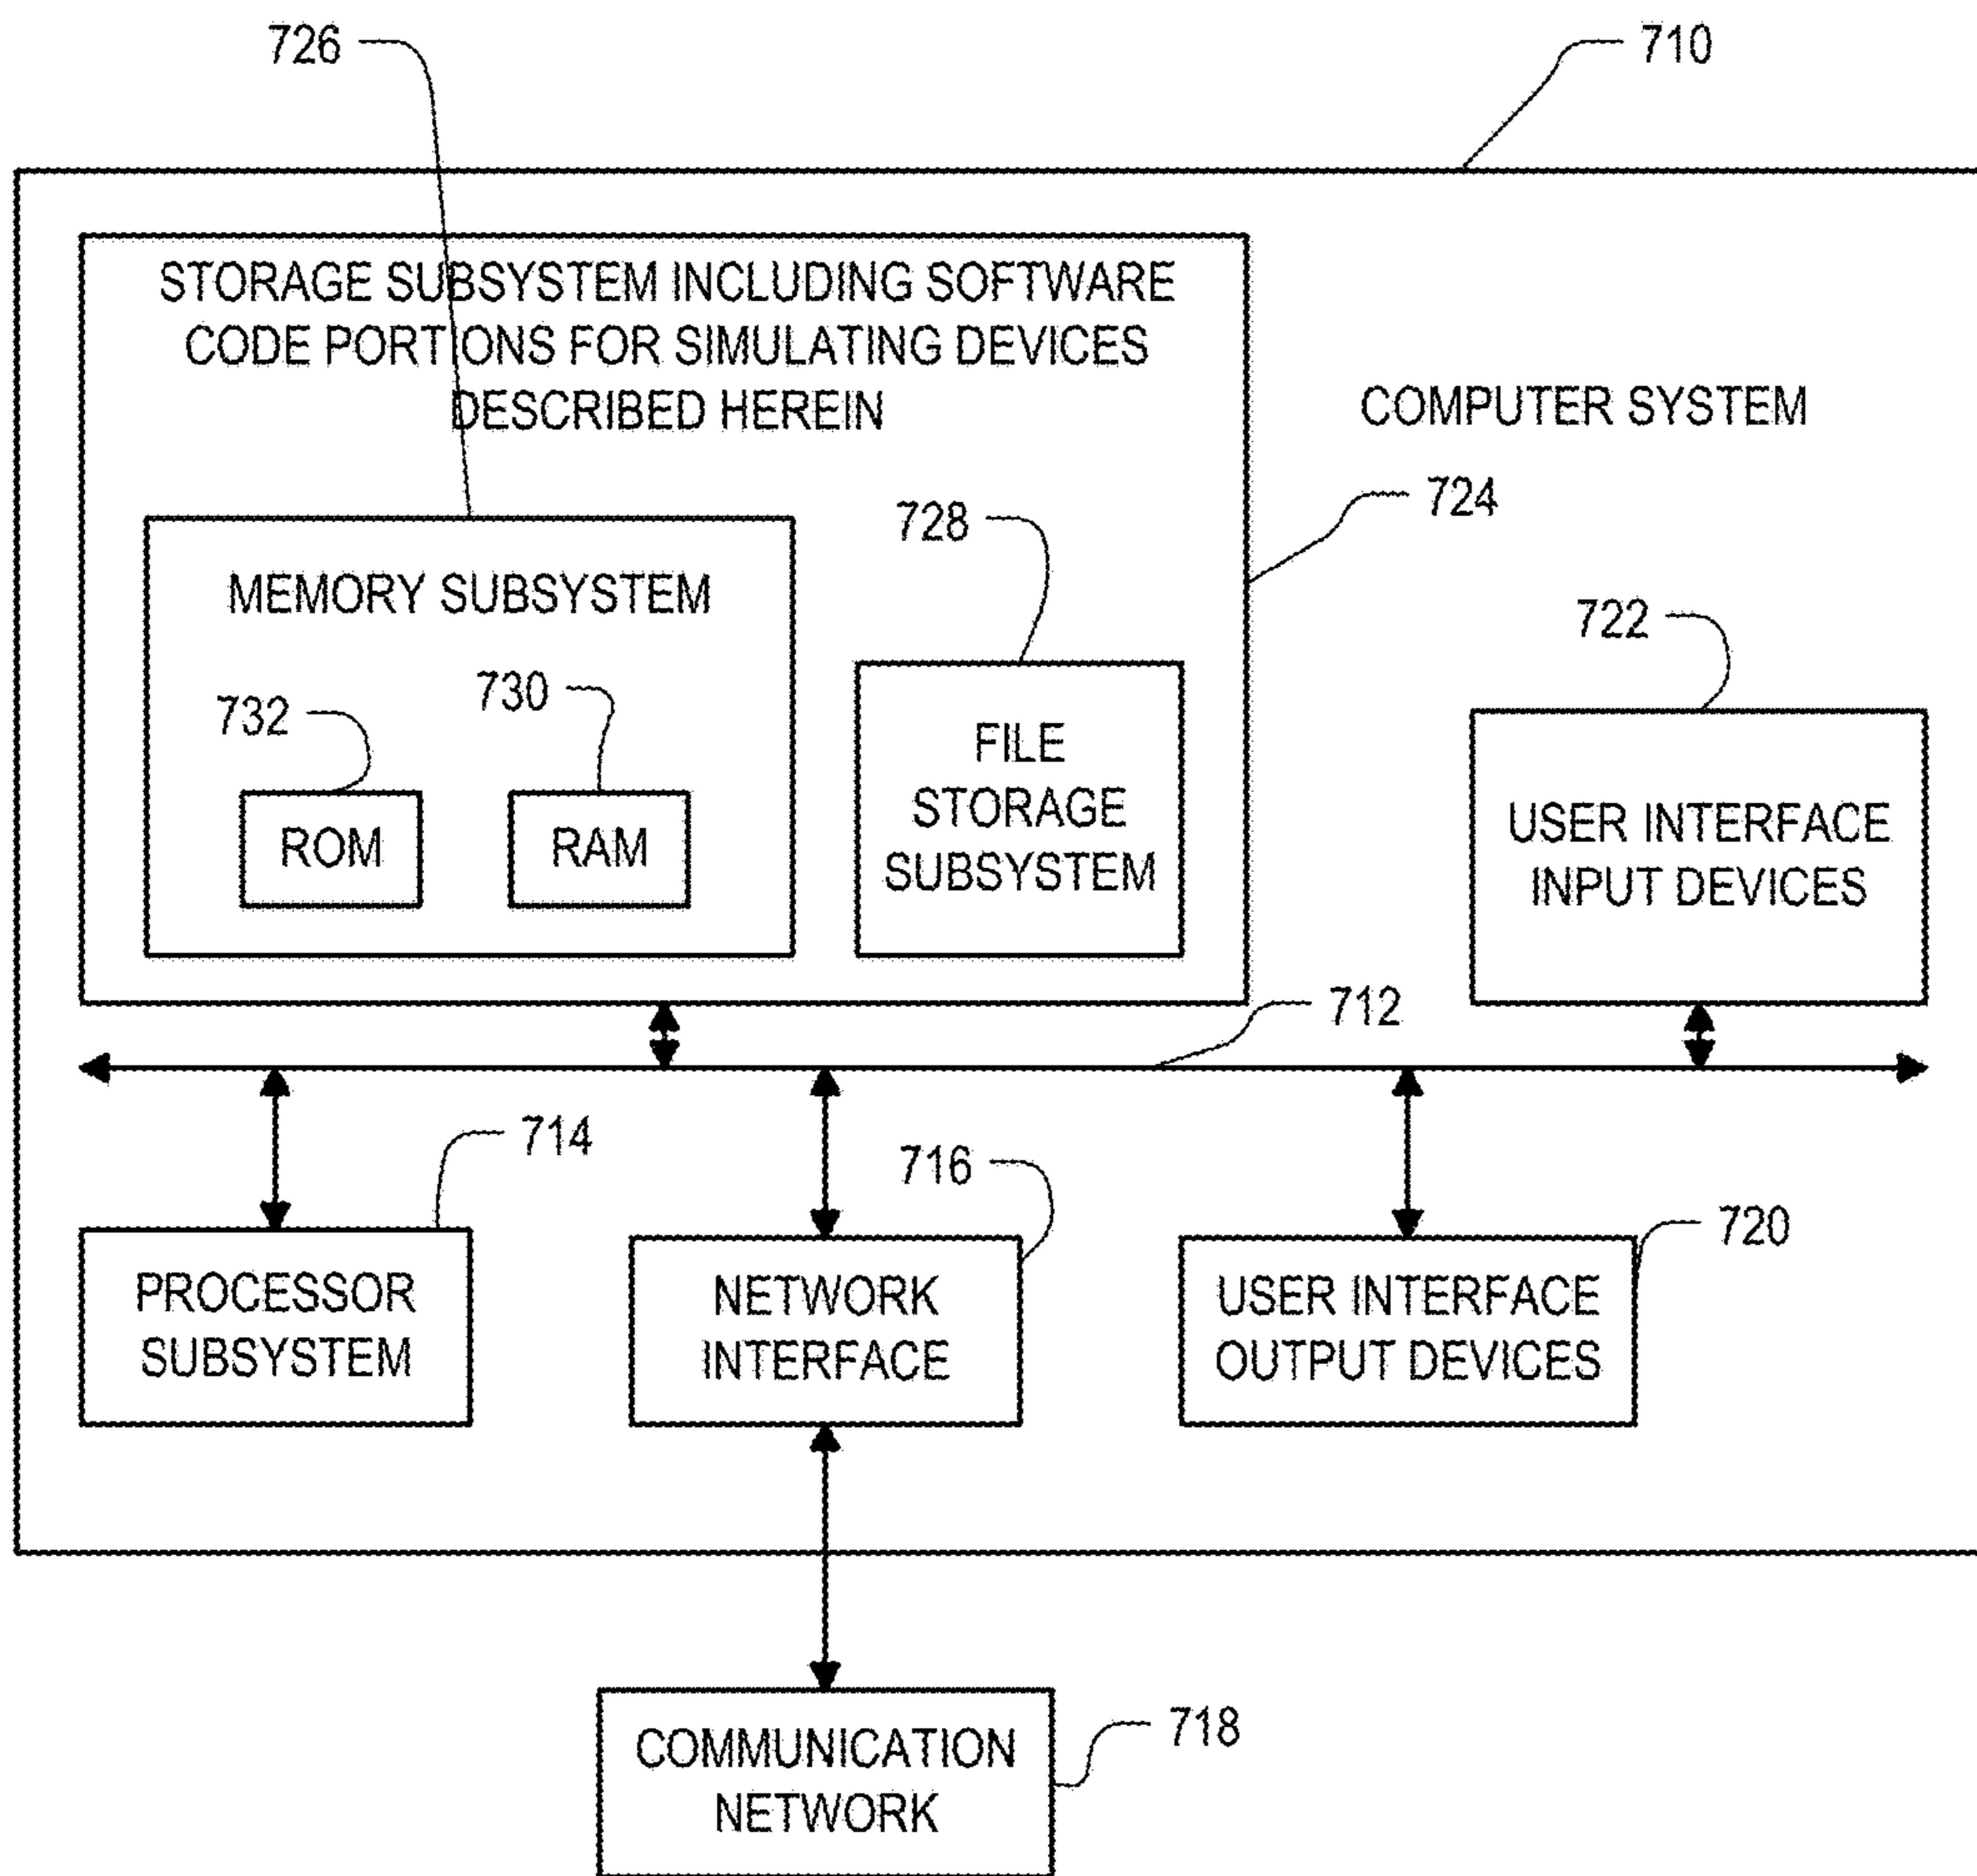 726
710
STORAGE SUBSYSTEM INCLUDING SOFTWARE
CODE PORTIONS FOR SIMULATING DEVICES
DESCRIBED HEREIN
COMPUTER SYSTEM
724
728
MEMORY SUBSYSTEM
722
732
730
FILE
STORAGE
SUBSYSTEM
ROM
RAM
USER INTERFACE
INPUT DEVICES
712
714
716
720
PROCESSOR
SUBSYSTEM
NETWORK
INTERFACE
USER INTERFACE
OUTPUT DEVICES
718
COMMUNICATION
NETWORK